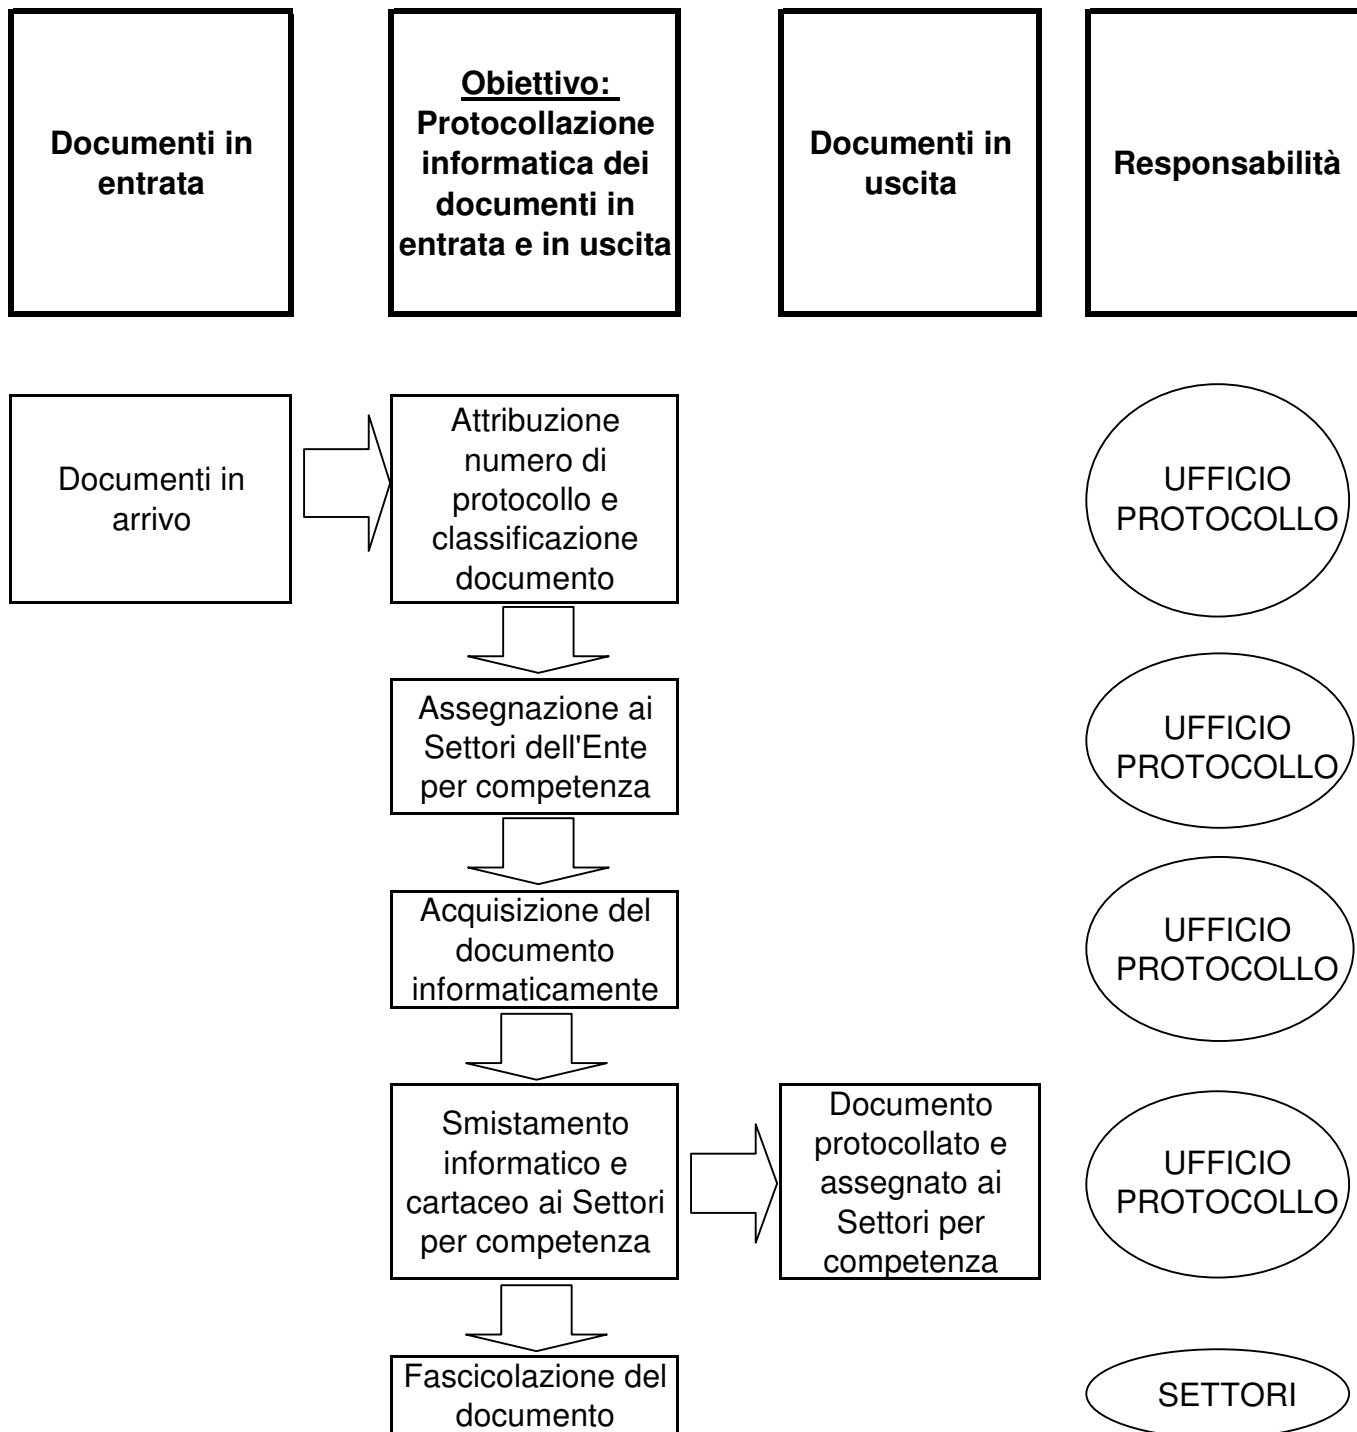 Documenti in
entrata
Obiettivo:
Protocollazione
informatica dei
documenti in
entrata e in uscita
Documenti in
uscita
Responsabilità
Documenti in
arrivo
Attribuzione
numero di
protocollo e
classificazione
documento
UFFICIO
PROTOCOLLO
Assegnazione ai
Settori dell'Ente
per competenza
UFFICIO
PROTOCOLLO
Acquisizione del
documento
informaticamente
UFFICIO
PROTOCOLLO
Smistamento
informatico e
cartaceo ai Settori
per competenza
Documento
protocollato e
assegnato ai
Settori per
competenza
UFFICIO
PROTOCOLLO
Fascicolazione del
documento
SETTORI